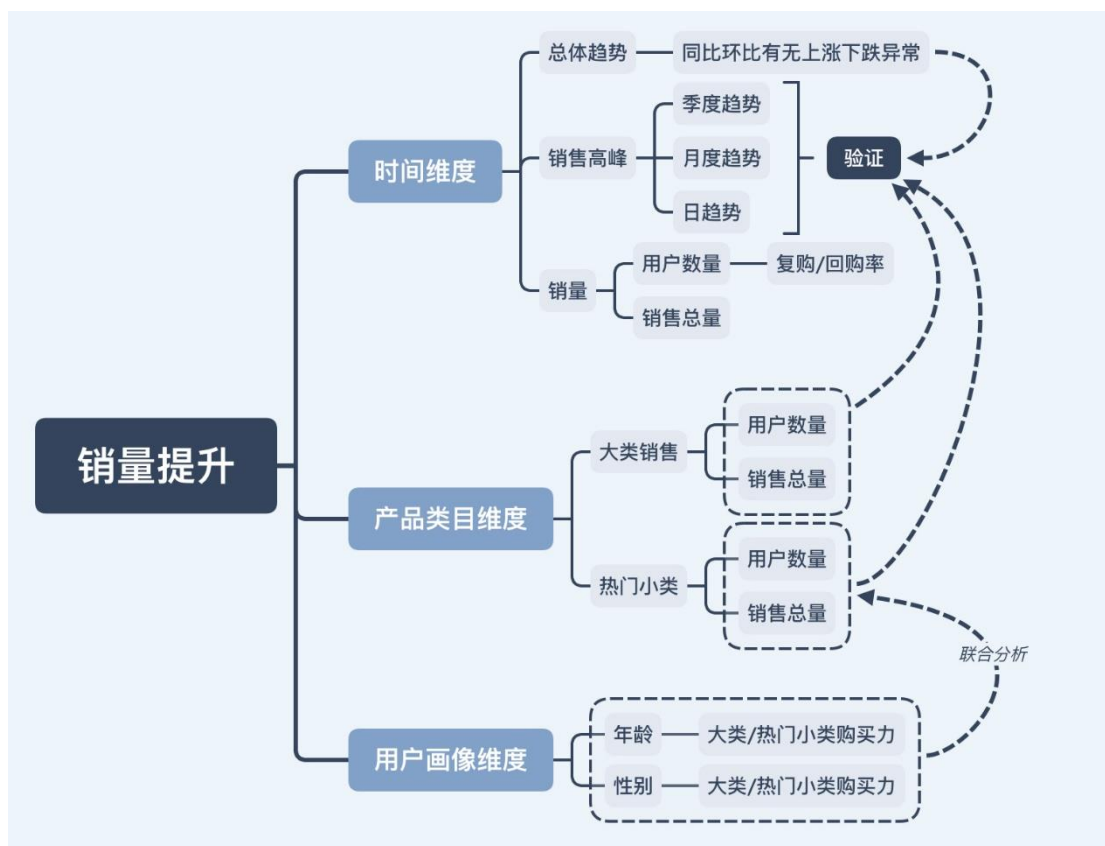 销量提升
时间维度
总体趋势
同比环比有无上涨下跌异常
销售高峰
季度趋势
月度趋势
日趋势
验证
销量
用户数量
复购/回购率
销售总量
产品类目维度
大类销售
用户数量
销售总量
热门小类
用户数量
销售总量
联合分析
用户画像维度
年龄
大类/热门小类购买力
性别
大类/热门小类购买力